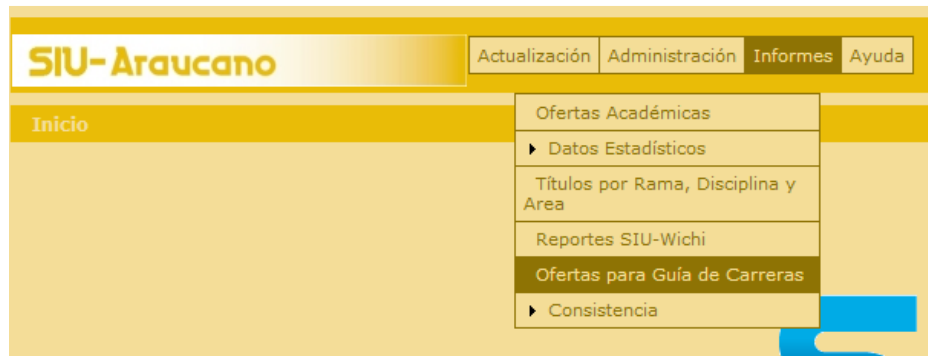 SIU-Araucano
Actualización Administración Informes Ayuda
Inicio
Ofertas Académicas
Datos Estadísticos
Títulos por Rama, Disciplina y
Area
Reportes SIU-Wichi
Ofertas para Guía de Carreras
Consistencia